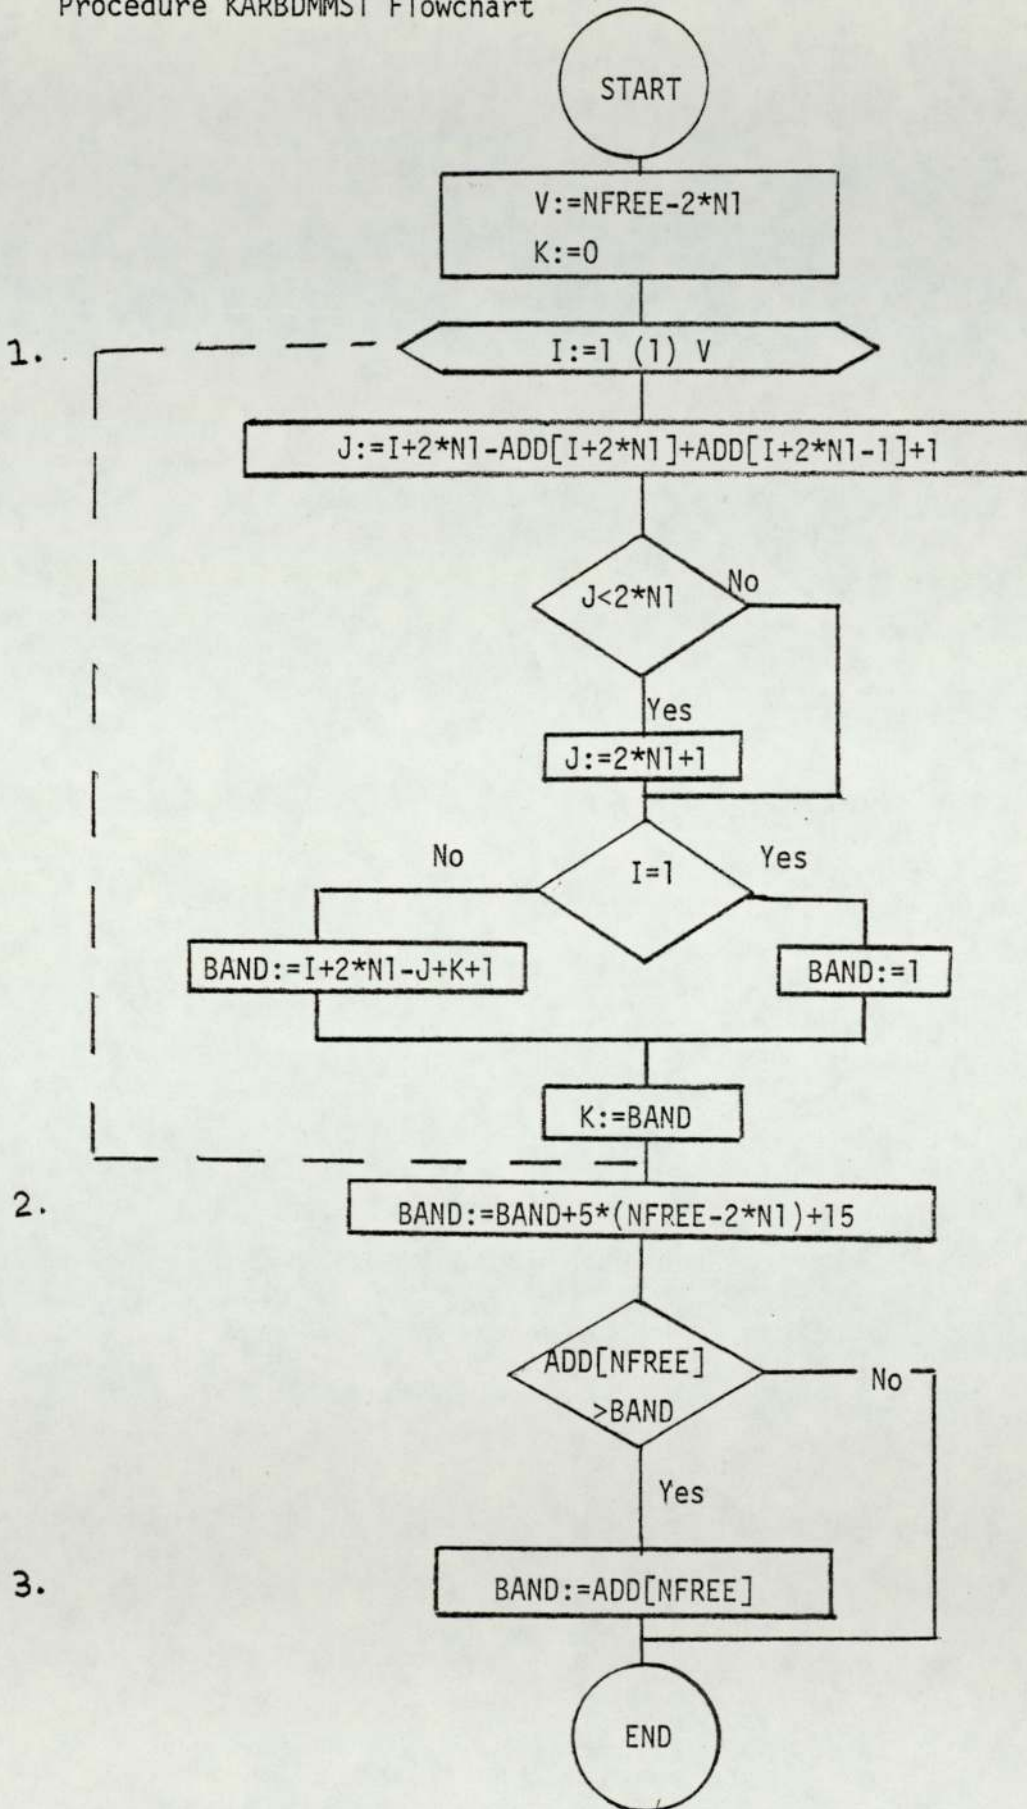 Procedure KARBDMMST Flowchart
START
V:=NFREE-2*N1
K:=0
1.
I:=1 (1) V
J:=I+2*N1-ADD[I+2*N1]+ADD[I+2*N1-1]+1
J<2*N1
No
Yes
J:=2*N1+1
No
I=1
Yes
BAND:=I+2*N1-J+K+1
BAND:=1
K:=BAND
2.
BAND:=BAND+5*(NFREE-2*N1)+15
ADD[NFREE]
>BAND
No
Yes
3.
BAND:=ADD[NFREE]
END